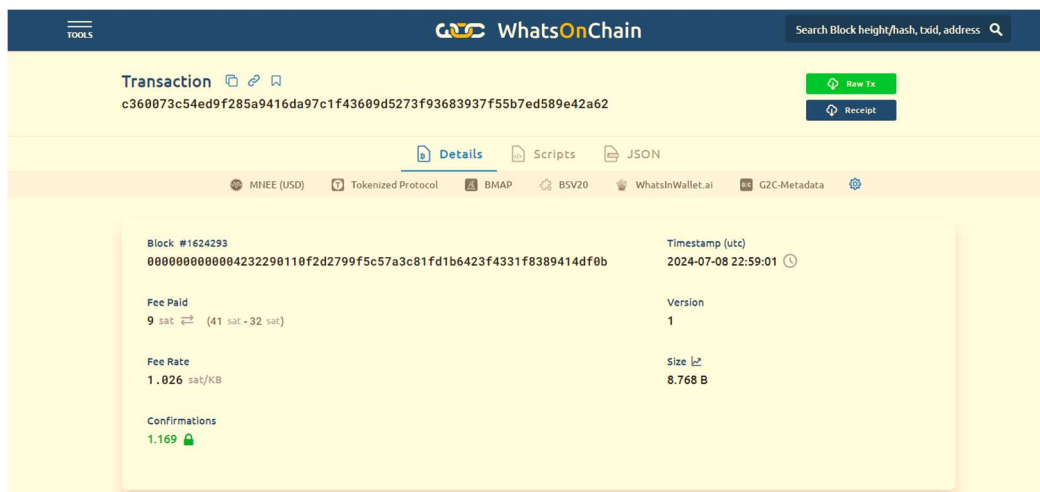 TOOLS
WhatsOnChain
Search Block height/hash, txid, address
Transaction
c360073c54ed9f285a9416da97c1f43609d5273f93683937f55b7ed589e42a62
Raw Tx
Receipt
Details
Scripts
JSON
MNEE (USD)
Tokenized Protocol
BMAP
BSV20
WhatsInWallet.ai
G2C-Metadata
Block #1624293
0000000000004232290110f2d2799f5c57a3c81fd1b6423f4331f8389414df0b
Timestamp (utc)
2024-07-08 22:59:01
Fee Paid
9 sat (41 sat - 32 sat)
Version
1
Fee Rate
1.026 sat/KB
Size
8.768 B
Confirmations
1.169